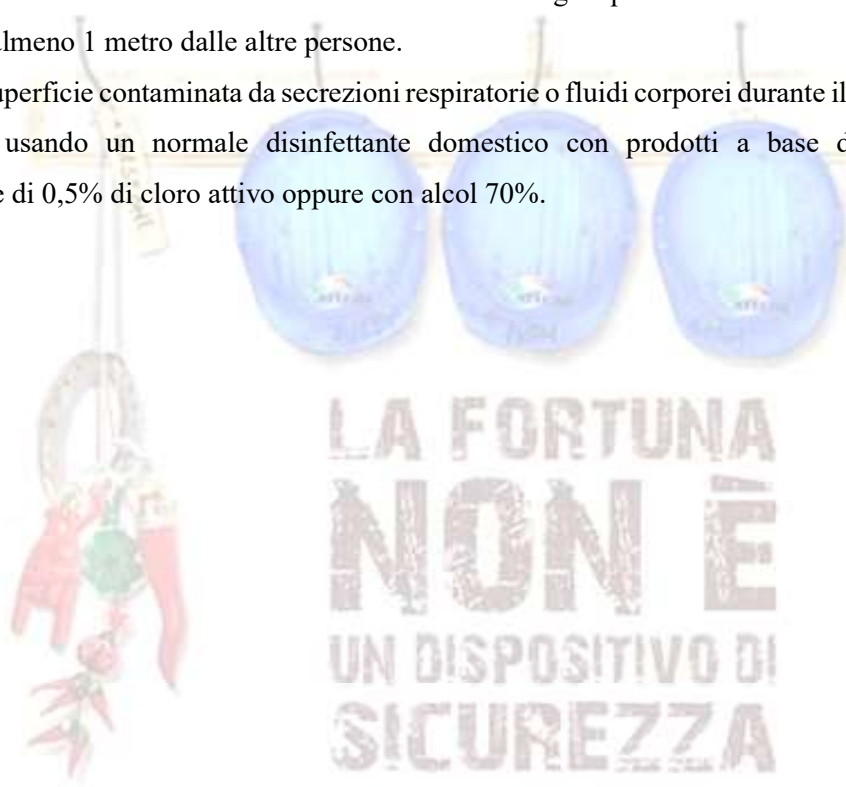 almeno 1 metro dalle altre persone.
uperficie contaminata da secrezioni respiratorie o fluidi corporei durante il
usando un normale disinfettante domestico con prodotti a base d
e di 0,5% di cloro attivo oppure con alcol 70%.
LA FORTUNA
NON È
UN DISPOSITIVO DI
SICUREZZA